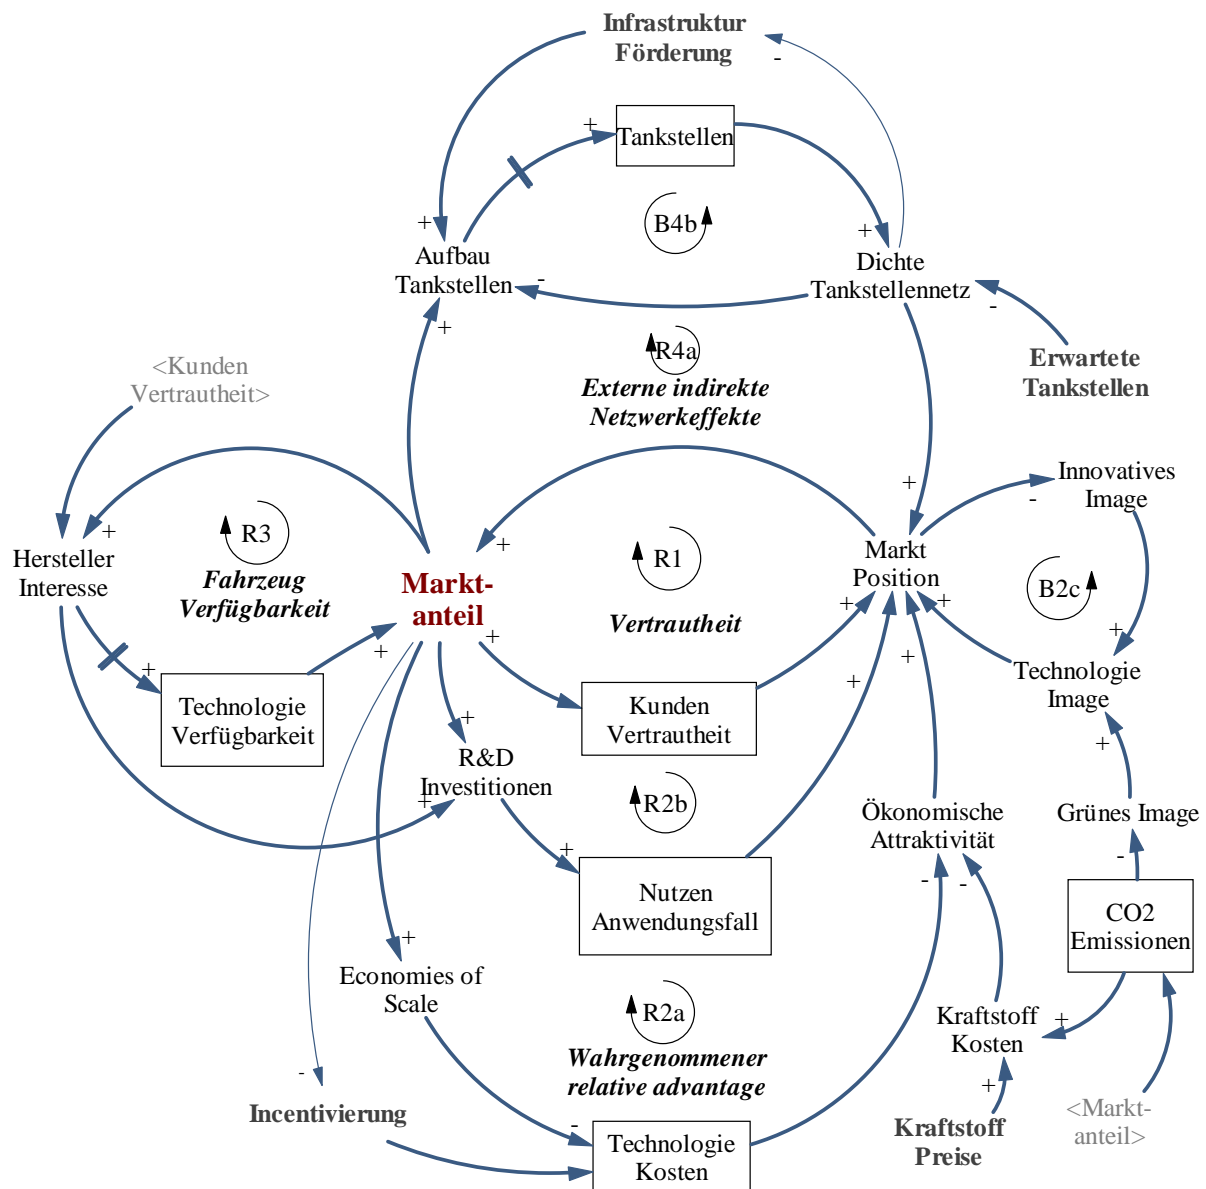 Infrastruktur
Förderung
-
+
Tankstellen
B4b
+
+
Aufbau
Tankstellen
-
Dichte
Tankstellennetz
-
+
R4a
Externe indirekte
Netzwerkeffekte
Erwartete
Tankstellen
<Kunden
Vertrautheit>
+
Innovatives
Image
-
+
R3
Hersteller
Interesse
Fahrzeug
Verfügbarkeit
Markt-
anteil
+
R1
Vertrautheit
Markt
Position
B2c
+
+
+
+
+
+
+
+
Technologie
Image
Technologie
Verfügbarkeit
+
Kunden
Vertrautheit
+
R&D
Investitionen
+
R2b
Ökonomische
Attraktivität
+
Grünes Image
+
-
-
-
Nutzen
Anwendungsfall
CO2
Emissionen
+
Economies of
Scale
R2a
Wahrgenommener
relative advantage
Kraftstoff
Kosten
+
-
Incentivierung
-
Technologie
Kosten
+
Kraftstoff
Preise
<Markt-
anteil>